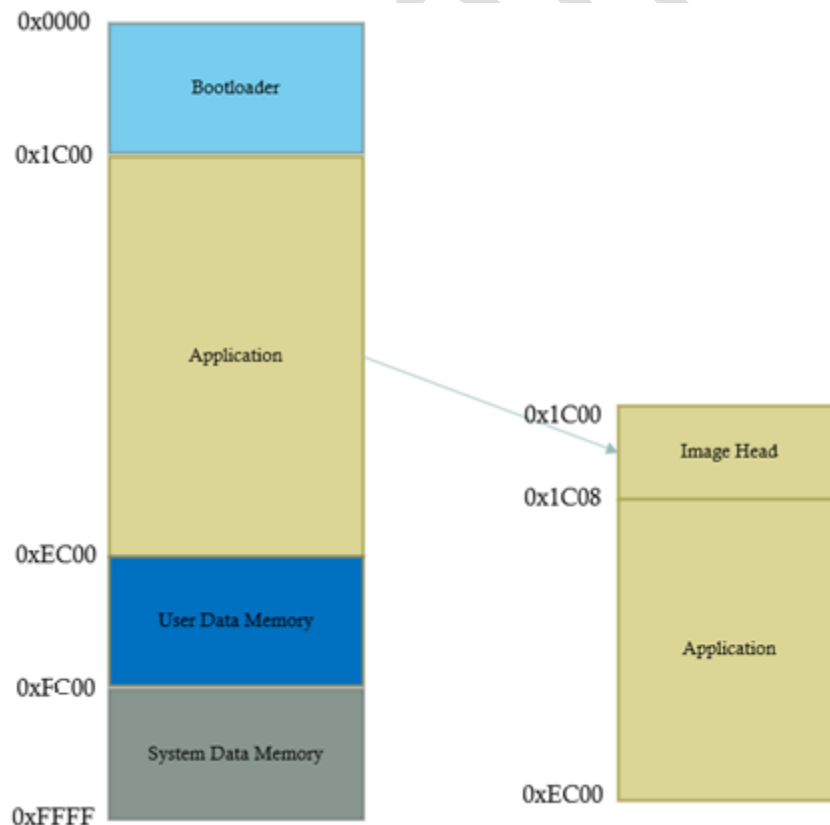 0x0000
Bootloader
0x1C00
Application
0xEC00
User Data Memory
0xFC00
System Data Memory
0xFFFF
0x1C00
Image Head
0x1C08
Application
0xEC00